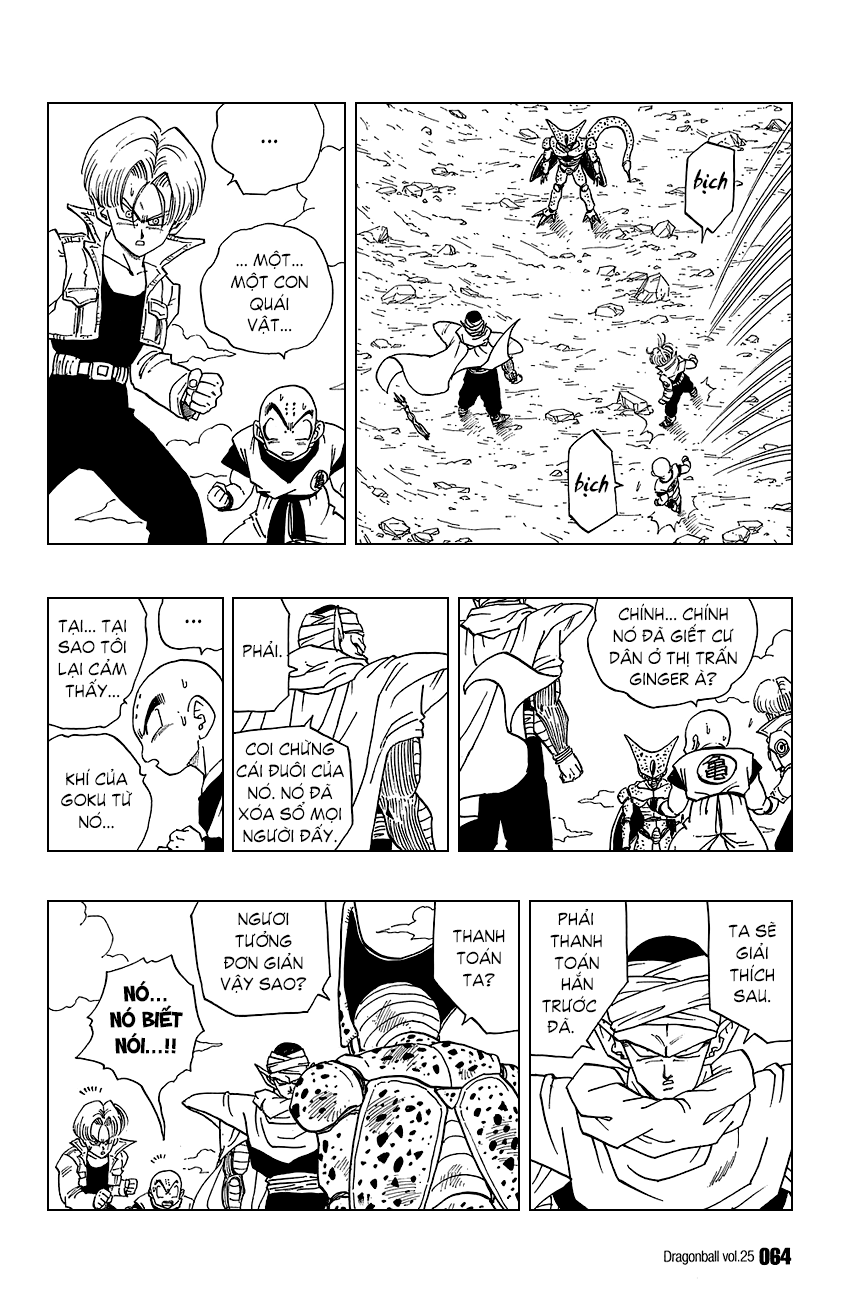 bịch
bịch
...
... MỘT...
MỘT CON
QUÁI
VẬT...
CHÍNH... CHÍNH
NÓ ĐÃ GIẾT CƯ
DÂN Ở THỊ TRẤN
GINGER À?
PHẢI.
COI CHỪNG
CÁI ĐUÔI CỦA
NÓ. NÓ ĐÃ
XÓA SỔ MỌI
NGƯỜI ĐẤY.
...
TẠI... TẠI
SAO TÔI
LẠI CẢM
THẤY...
KHÍ CỦA
GOKU TỪ
NÓ...
TA SẼ
GIẢI
THÍCH
SAU.
PHẢI
THANH
TOÁN
HẮN
TRƯỚC
ĐÃ.
THANH
TOÁN
TA?
NGƯƠI
TƯỞNG
ĐƠN GIẢN
VẬY SAO?
NÓ...
NÓ BIẾT
NÓI...!!
Dragonball vol.25 064